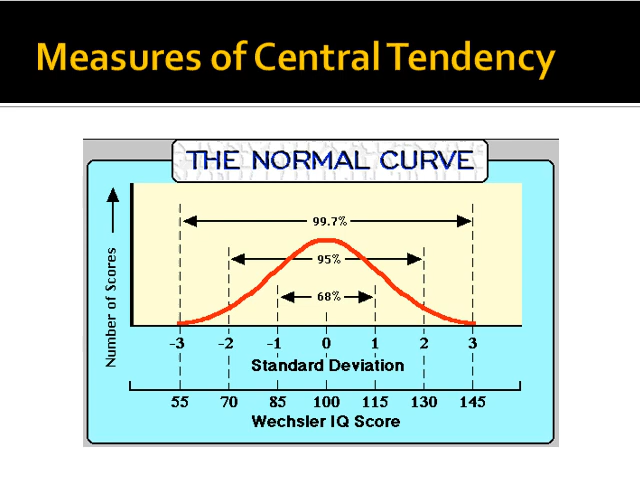 Measures of Central Tendency
THE NORMAL CURVE
Number of Scores
99.7%
95%
68%
-3 -2 -1 0 1 2 3
Standard Deviation
55 70 85 100 115 130 145
Wechsler IQ Score